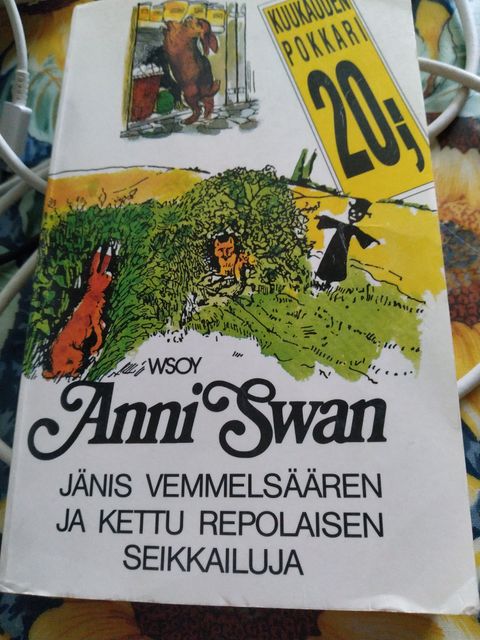 KUUKAUDEN
POKKARI
20,-
WSOY
Anni Swan
JÄNIS VEMMELSÄÄREN
JA KETTU REPOLAISEN
SEIKKAILUJA